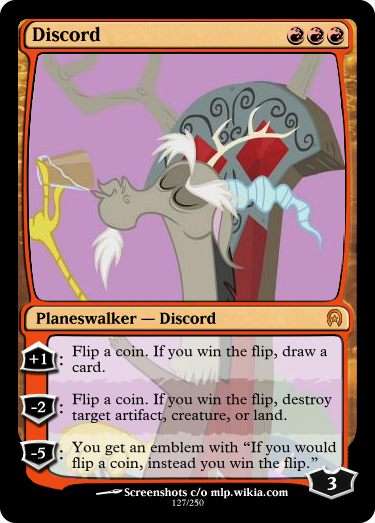 Discord
Planeswalker — Discord
+1: Flip a coin. If you win the flip, draw a
card.
-2: Flip a coin. If you win the flip, destroy
target artifact, creature, or land.
-5: You get an emblem with “If you would
flip a coin, instead you win the flip.”
3
Screenshots c/o mlp.wikia.com
127/250